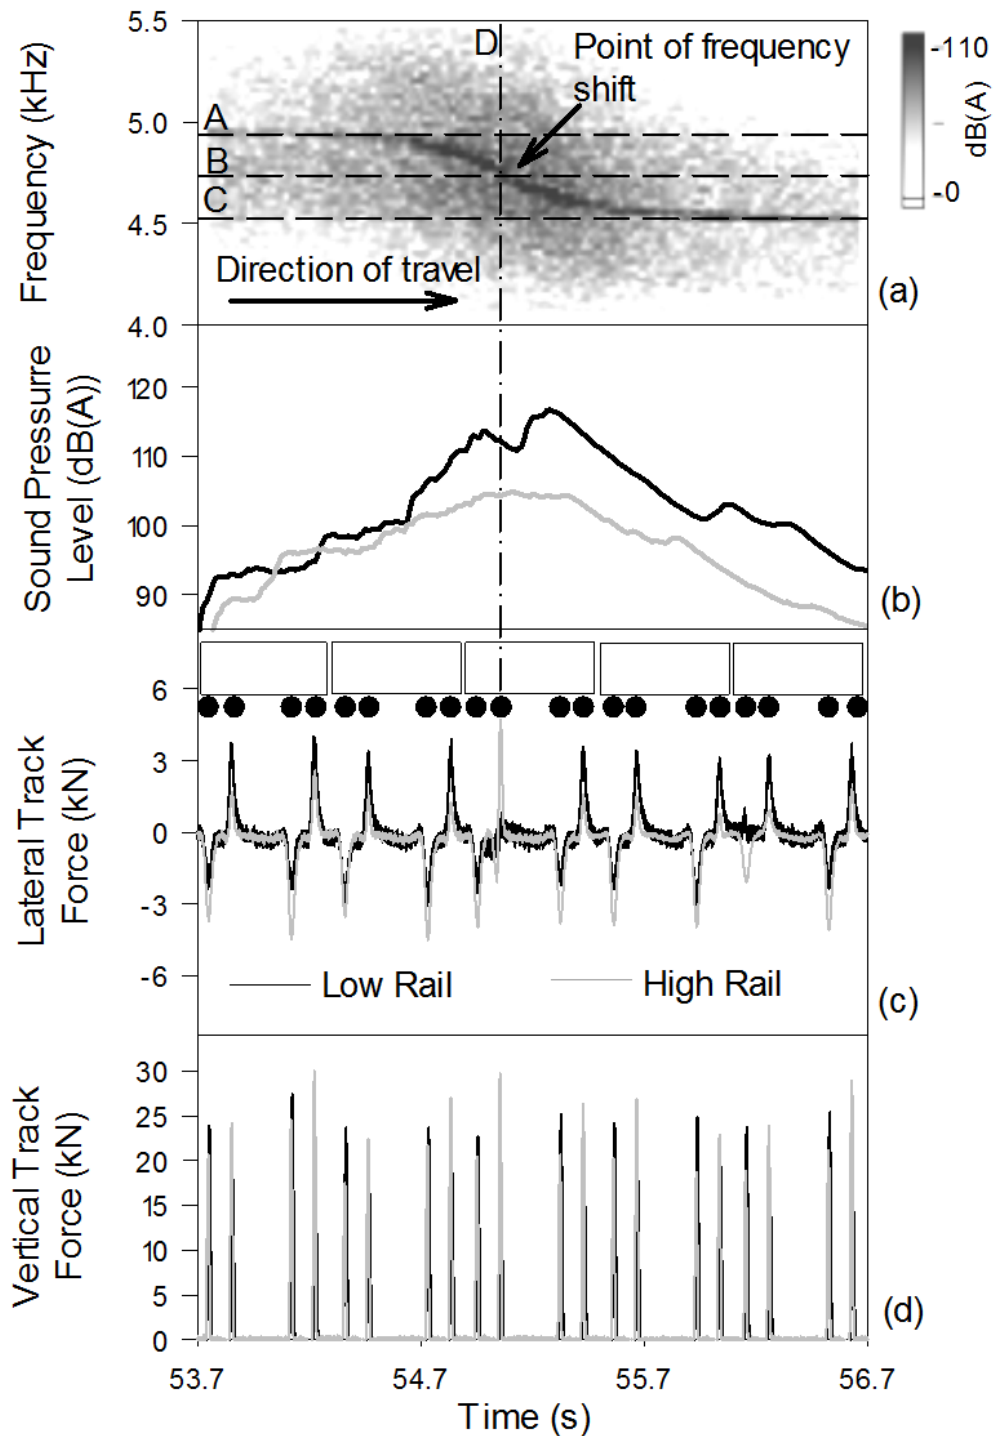 5.5
5.0
4.5
4.0
Frequency (kHz)
A
B
C
D
Point of frequency
shift
Direction of travel
-110
-
-0
dB(A)
(a)
120
110
100
90
Sound Pressurre
Level (dB(A))
(b)
6
3
0
-3
-6
Lateral Track
Force (kN)
Low Rail
High Rail
(c)
30
25
20
15
10
5
0
Vertical Track
Force (kN)
(d)
53.7
54.7
55.7
56.7
Time (s)